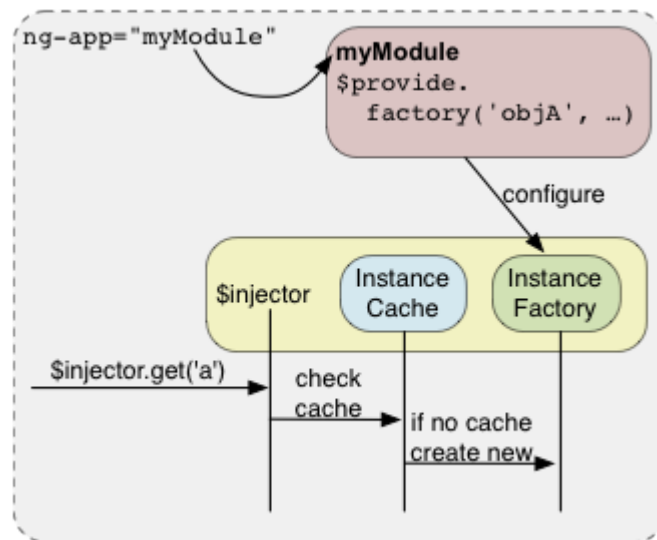 ng-app="myModule"
myModule
$provide.
factory('objA', …)
configure
$injector
Instance
Cache
Instance
Factory
$injector.get('a')
check
cache
if no cache
create new